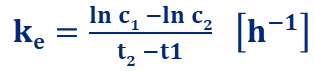 kₑ = (ln c₁ –ln c₂) / (t₂ –t1) [h⁻¹]